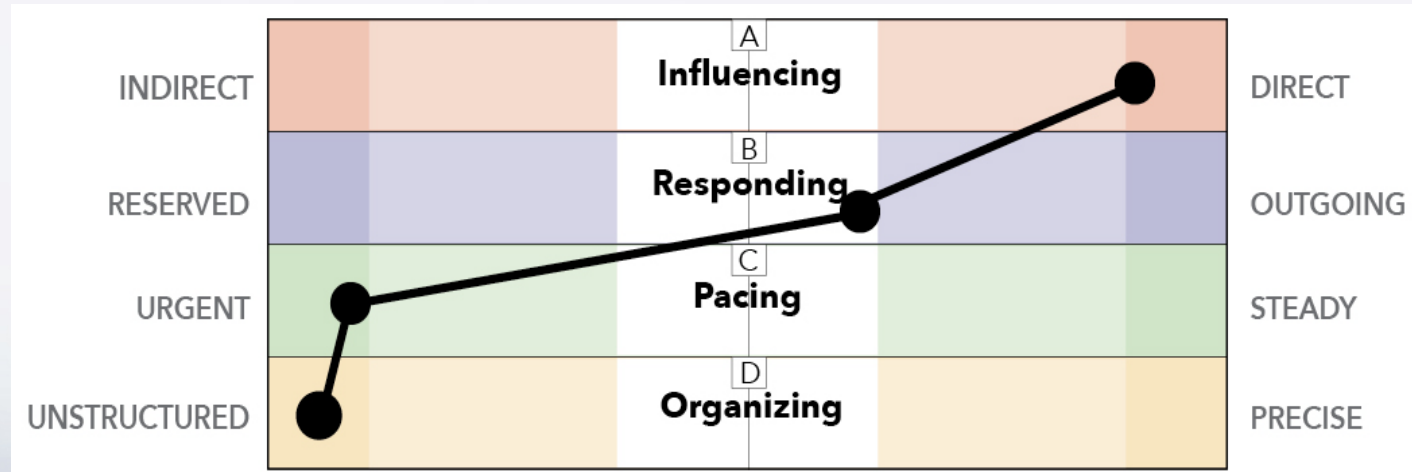 A
Influencing
INDIRECT
DIRECT
B
Responding
RESERVED
OUTGOING
C
Pacing
URGENT
STEADY
D
Organizing
UNSTRUCTURED
PRECISE